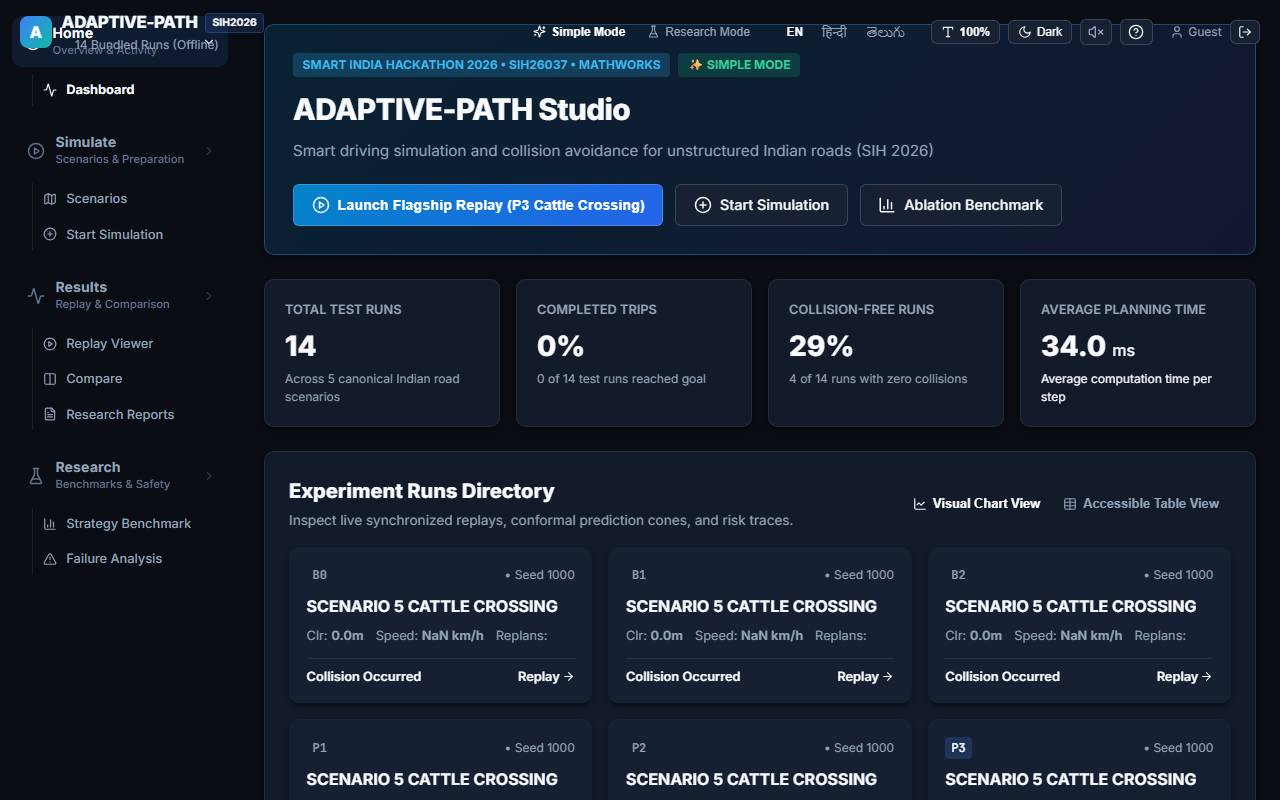 A
ADAPTIVE-PATH
SIH2026
14 Bundled Runs (Offline)
Home
Overview & Activity
Simple Mode
Research Mode
EN
हिन्दी
తెలుగు
100%
Dark
Guest
Dashboard
Simulate
Scenarios & Preparation
Scenarios
Start Simulation
Results
Replay & Comparison
Replay Viewer
Compare
Research Reports
Research
Benchmarks & Safety
Strategy Benchmark
Failure Analysis
SMART INDIA HACKATHON 2026 • SIH26037 • MATHWORKS
✨ SIMPLE MODE
ADAPTIVE-PATH Studio
Smart driving simulation and collision avoidance for unstructured Indian roads (SIH 2026)
Launch Flagship Replay (P3 Cattle Crossing)
Start Simulation
Ablation Benchmark
TOTAL TEST RUNS
14
Across 5 canonical Indian road
scenarios
COMPLETED TRIPS
0%
0 of 14 test runs reached goal
COLLISION-FREE RUNS
29%
4 of 14 runs with zero collisions
AVERAGE PLANNING TIME
34.0 ms
Average computation time per
step
Experiment Runs Directory
Inspect live synchronized replays, conformal prediction cones, and risk traces.
Visual Chart View
Accessible Table View
B0
• Seed 1000
SCENARIO 5 CATTLE CROSSING
Clr: 0.0m Speed: NaN km/h Replans:
Collision Occurred
Replay →
B1
• Seed 1000
SCENARIO 5 CATTLE CROSSING
Clr: 0.0m Speed: NaN km/h Replans:
Collision Occurred
Replay →
B2
• Seed 1000
SCENARIO 5 CATTLE CROSSING
Clr: 0.0m Speed: NaN km/h Replans:
Collision Occurred
Replay →
P1
• Seed 1000
SCENARIO 5 CATTLE CROSSING
P2
• Seed 1000
SCENARIO 5 CATTLE CROSSING
P3
• Seed 1000
SCENARIO 5 CATTLE CROSSING